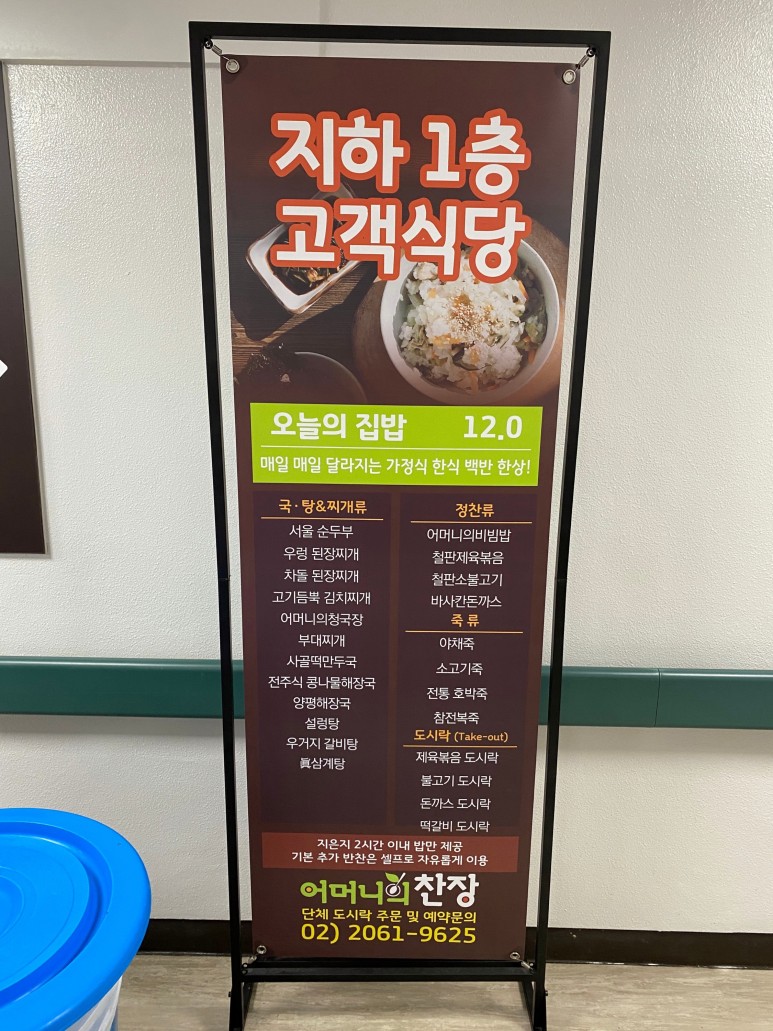 지하 1층
고객식당
오늘의 집밥 12.0
매일 매일 달라지는 가정식 한식 백반 한상!
국·탕&찌개류
서울 순두부
우렁 된장찌개
차돌 된장찌개
고기듬뿍 김치찌개
어머니의청국장
부대찌개
사골떡만두국
전주식 콩나물해장국
양평해장국
설렁탕
우거지 갈비탕
眞삼계탕
정찬류
어머니의비빔밥
철판제육볶음
철판소불고기
바사칸돈까스
죽 류
야채죽
소고기죽
전통 호박죽
참전복죽
도시락 (Take-out)
제육볶음 도시락
불고기 도시락
돈까스 도시락
떡갈비 도시락
지은지 2시간 이내 밥만 제공
기본 추가 반찬은 셀프로 자유롭게 이용
어머니의 찬장
단체 도시락 주문 및 예약문의
02) 2061-9625